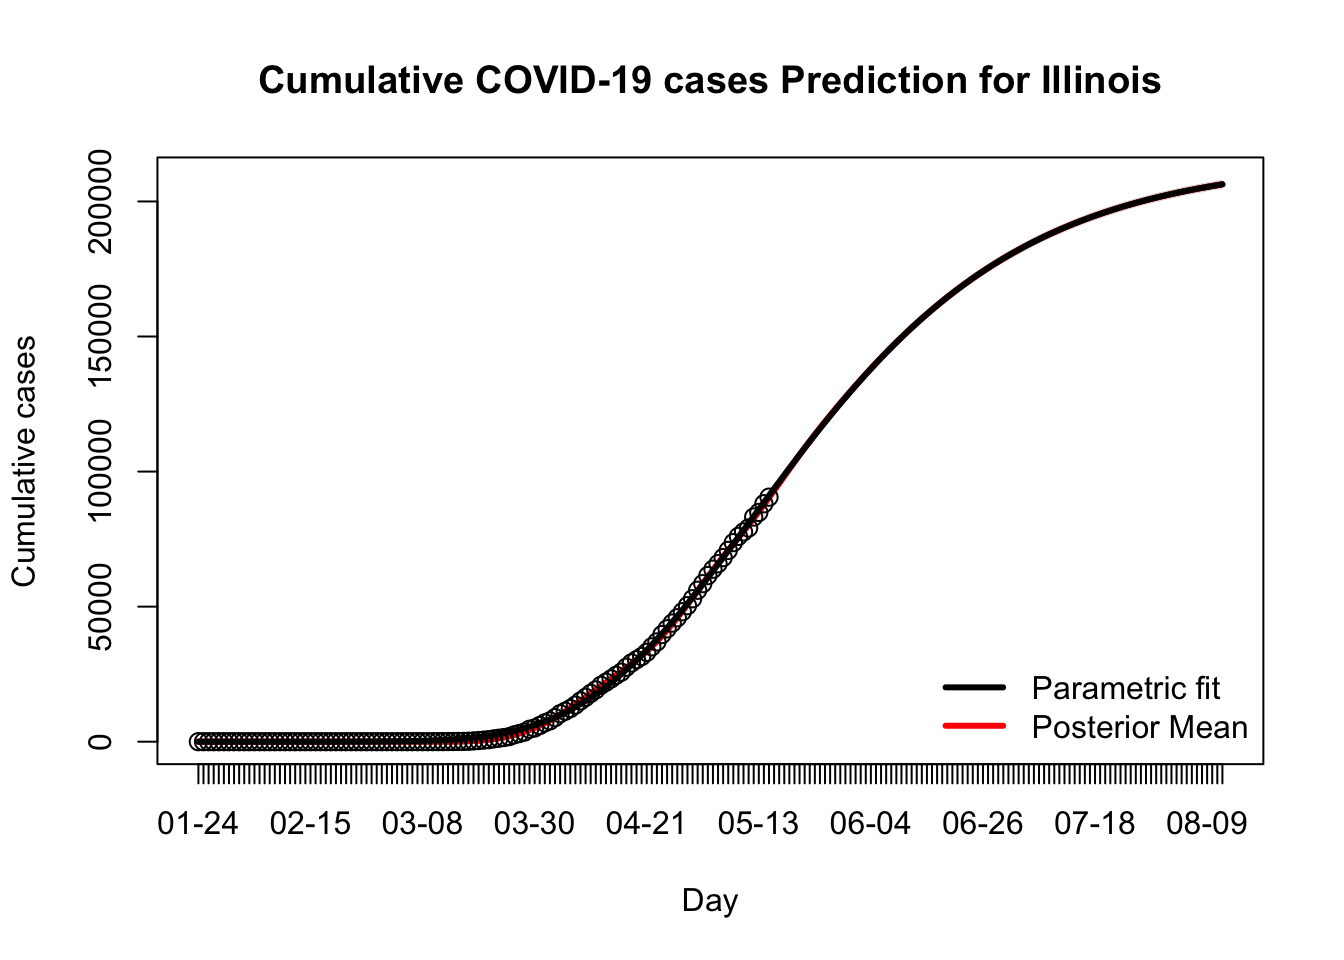 Cumulative COVID-19 cases Prediction for Illinois
Cumulative cases
200000
150000
100000
50000
0
Parametric fit
Posterior Mean
01-24 02-15 03-08 03-30 04-21 05-13 06-04 06-26 07-18 08-09
Day